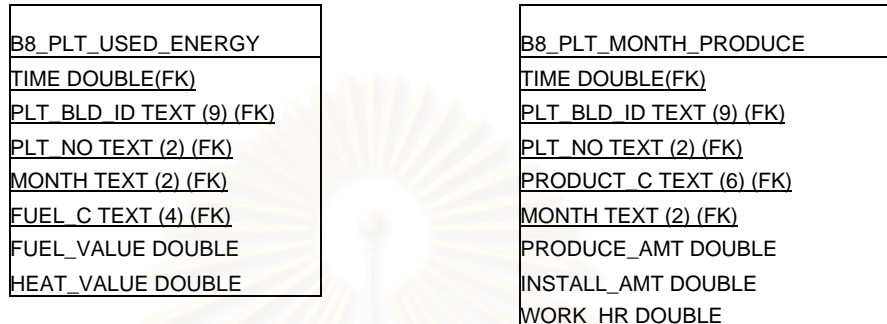 B8_PLT_USED_ENERGY
TIME DOUBLE(FK)
PLT_BLD_ID TEXT (9) (FK)
PLT_NO TEXT (2) (FK)
MONTH TEXT (2) (FK)
FUEL_C TEXT (4) (FK)
FUEL_VALUE DOUBLE
HEAT_VALUE DOUBLE
B8_PLT_MONTH_PRODUCE
TIME DOUBLE(FK)
PLT_BLD_ID TEXT (9) (FK)
PLT_NO TEXT (2) (FK)
PRODUCT_C TEXT (6) (FK)
MONTH TEXT (2) (FK)
PRODUCE_AMT DOUBLE
INSTALL_AMT DOUBLE
WORK_HR DOUBLE